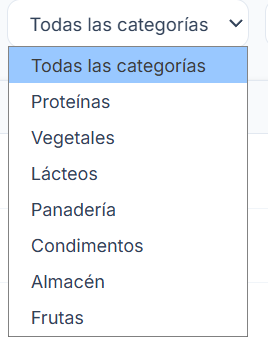 Todas las categorías
Todas las categorías
Proteínas
Vegetales
Lácteos
Panadería
Condimentos
Almacén
Frutas